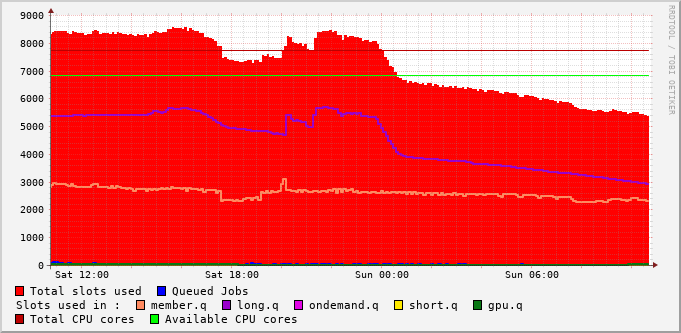 9000
8000
7000
6000
5000
4000
3000
2000
1000
0
Sat 12:00 Sat 18:00 Sun 00:00 Sun 06:00
RRDTOOL / TOBI OETIKER
Total slots used Queued Jobs
Slots used in : member.q long.q ondemand.q short.q gpu.q
Total CPU cores Available CPU cores